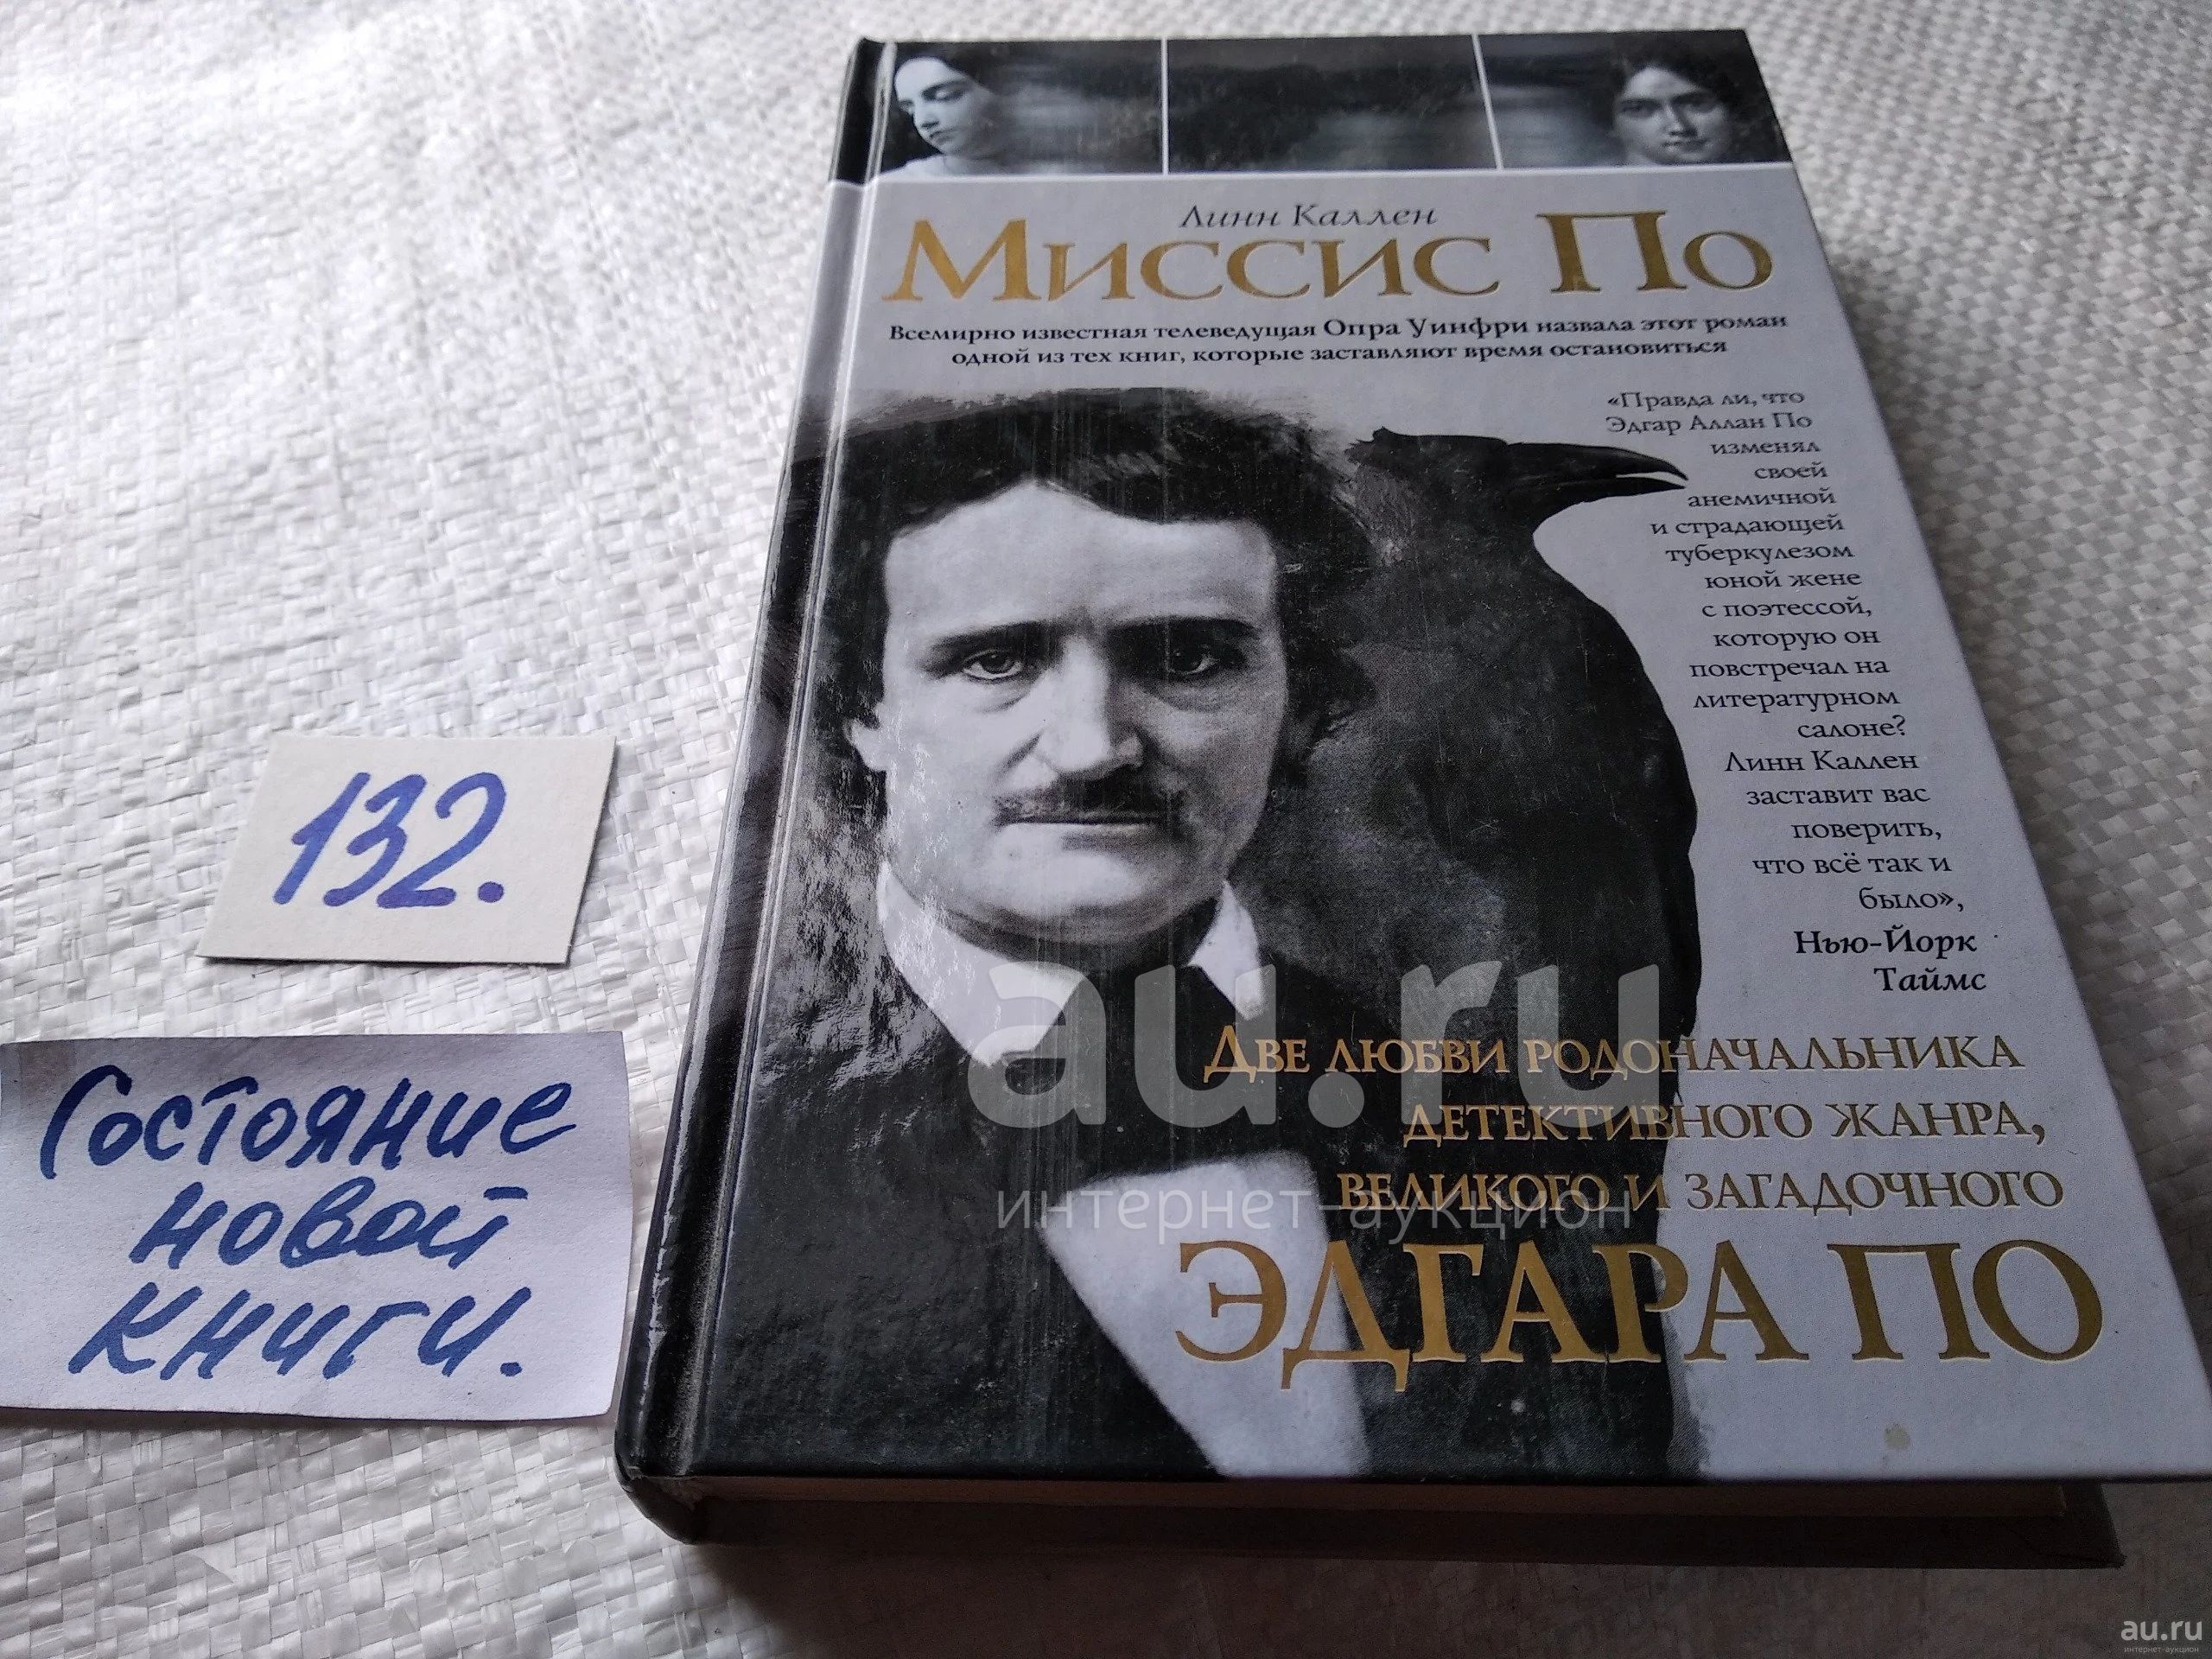 Линн Каллен
Миссис По
Всемирно известная телеведущая Опра Уинфри назвала этот роман
одной из тех книг, которые заставляют время остановиться
«Правда ли, что
Эдгар Аллан По
изменял
своей
анемичной
и страдающей
туберкулезом
юной жене
с поэтессой,
которую он
повстречал на
литературном
салоне?
Линн Каллен
заставит вас
поверить,
что всё так и
было»,
Нью-Йорк
Таймс
Две любви родоначальника
детективного жанра,
великого и загадочного
ЭДГАРА ПО
132.
Состояние
новой
книги.
au.ru
интернет-аукцион
au.ru
интернет-аукцион